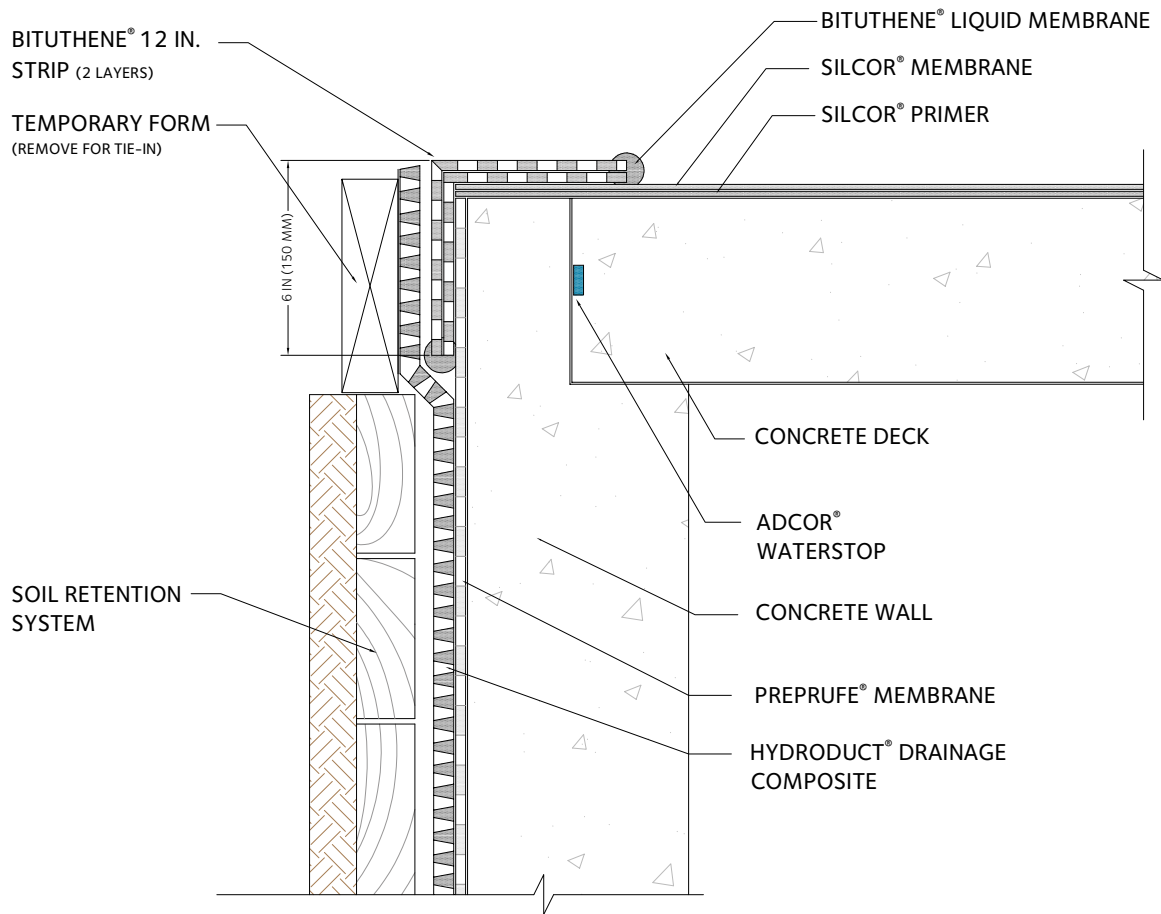 BITUTHENE® 12 IN.
STRIP (2 LAYERS)
TEMPORARY FORM
(REMOVE FOR TIE-IN)
6 IN (150 MM)
SOIL RETENTION
SYSTEM
BITUTHENE® LIQUID MEMBRANE
SILCOR® MEMBRANE
SILCOR® PRIMER
CONCRETE DECK
ADCOR®
WATERSTOP
CONCRETE WALL
PREPRUFE® MEMBRANE
HYDRODUCT® DRAINAGE
COMPOSITE